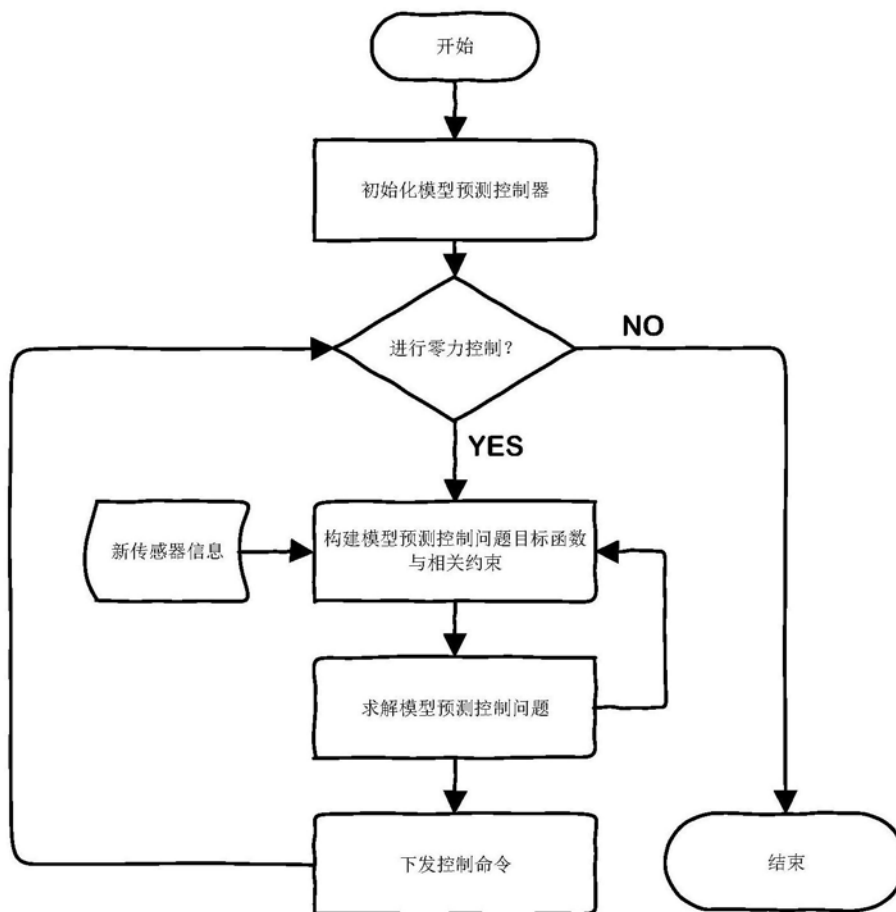 开始
初始化模型预测控制器
进行零力控制？
NO
YES
新传感器信息
构建模型预测控制问题目标函数
与相关约束
求解模型预测控制问题
下发控制命令
结束